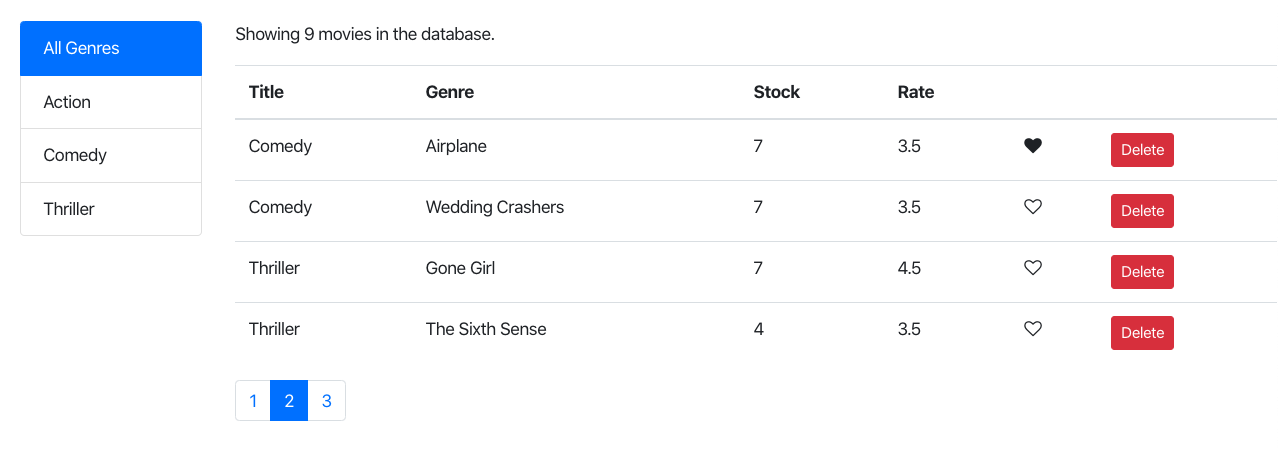 All Genres
Action
Comedy
Thriller
Showing 9 movies in the database.
Title Genre Stock Rate
Comedy Airplane 7 3.5 Delete
Comedy Wedding Crashers 7 3.5 Delete
Thriller Gone Girl 7 4.5 Delete
Thriller The Sixth Sense 4 3.5 Delete
1 2 3